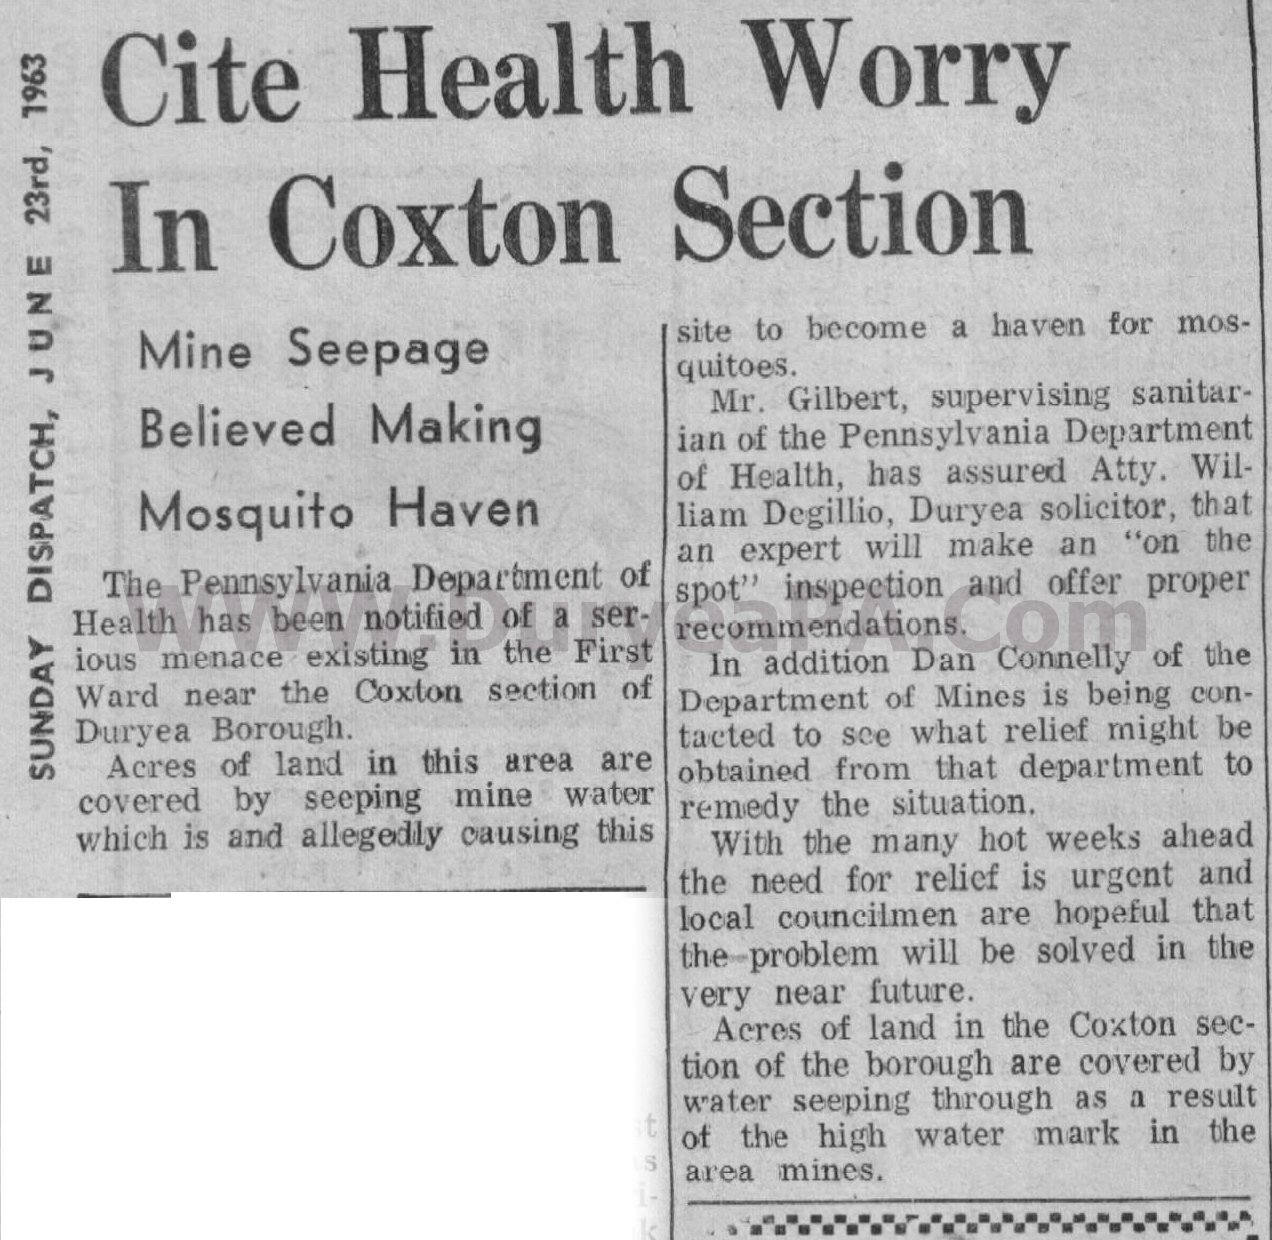 SUNDAY DISPATCH, JUNE 23rd, 1963
Cite Health Worry
In Coxton Section
Mine Seepage
Believed Making
Mosquito Haven
The Pennsylvania Department of
Health has been notified of a ser-
ious menace existing in the First
Ward near the Coxton section of
Duryea Borough.
Acres of land in this area are
covered by seeping mine water
which is and allegedly causing this
site to become a haven for mos-
quitoes.
Mr. Gilbert, supervising sanitar-
ian of the Pennsylvania Department
of Health, has assured Atty. Wil-
liam Degillio, Duryea solicitor, that
an expert will make an "on the
spot" inspection and offer proper
recommendations.
In addition Dan Connelly of the
Department of Mines is being con-
tacted to see what relief might be
obtained from that department to
remedy the situation.
With the many hot weeks ahead
the need for relief is urgent and
local councilmen are hopeful that
the problem will be solved in the
very near future.
Acres of land in the Coxton sec-
tion of the borough are covered by
water seeping through as a result
of the high water mark in the
area mines.
WWW.DuryeaPA.Com